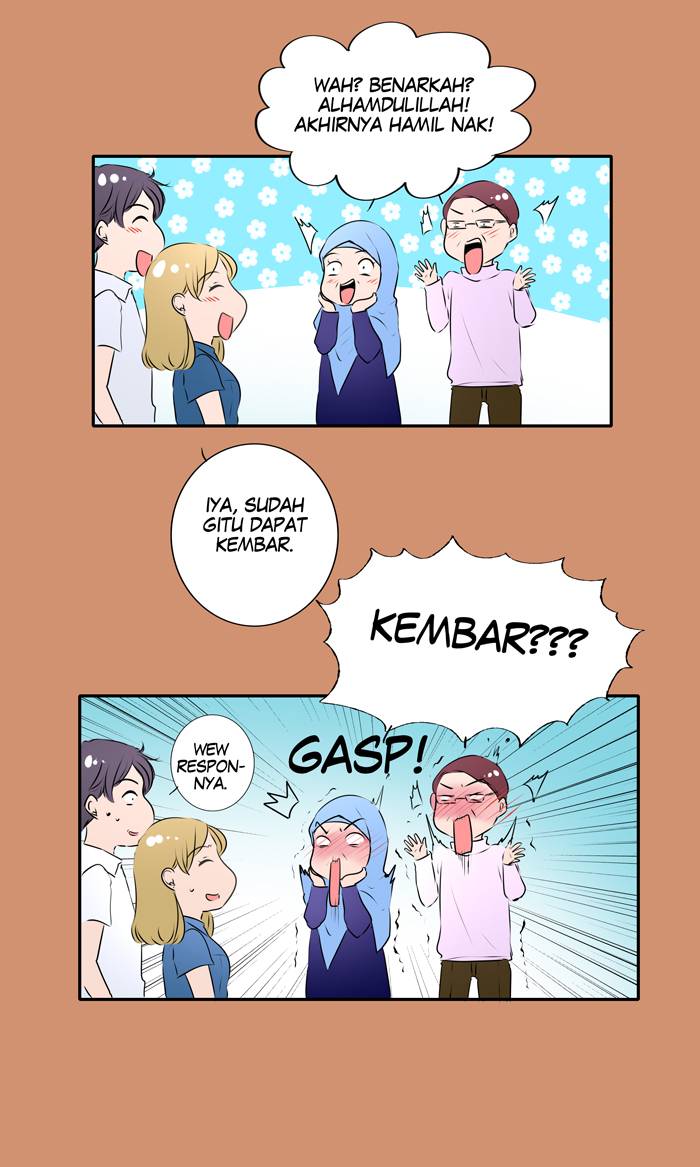 WAH? BENARKAH?
ALHAMDULILLAH!
AKHIRNYA HAMIL NAK!
IYA, SUDAH
GITU DAPAT
KEMBAR.
KEMBAR???
WEW
RESPON-
NYA.
GASP!